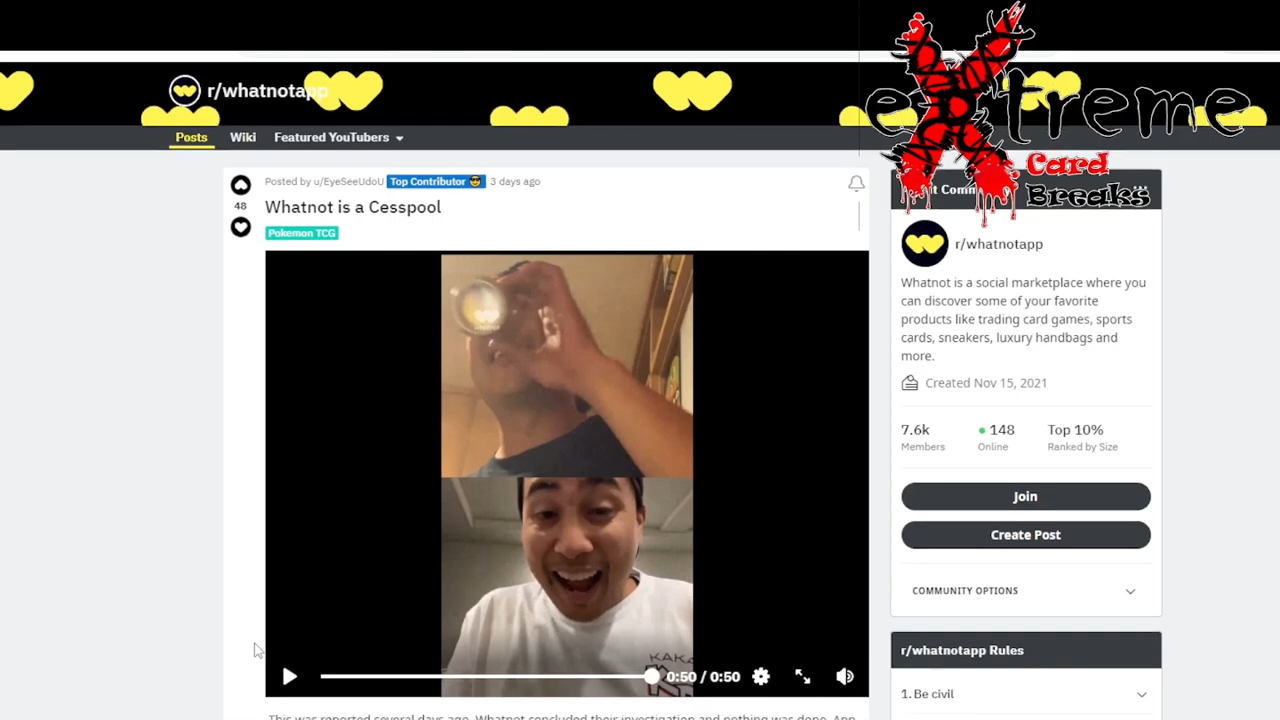 r/whatnotapp
Posts
Wiki
Featured YouTubers
extreme
Card
Breaks
Posted by u/EyeSeeUdoU Top Contributor 3 days ago
48
Whatnot is a Cesspool
Pokemon TCG
r/whatnotapp
Whatnot is a social marketplace where you
can discover some of your favorite
products like trading card games, sports
cards, sneakers, luxury handbags and
more.
Created Nov 15, 2021
7.6k
148
Top 10%
Members
Online
Ranked by Size
Join
Create Post
COMMUNITY OPTIONS
KAKA
0:50 / 0:50
r/whatnotapp Rules
1. Be civil
This was reported several days ago. Whatnot concluded their investigation and nothing was done. App